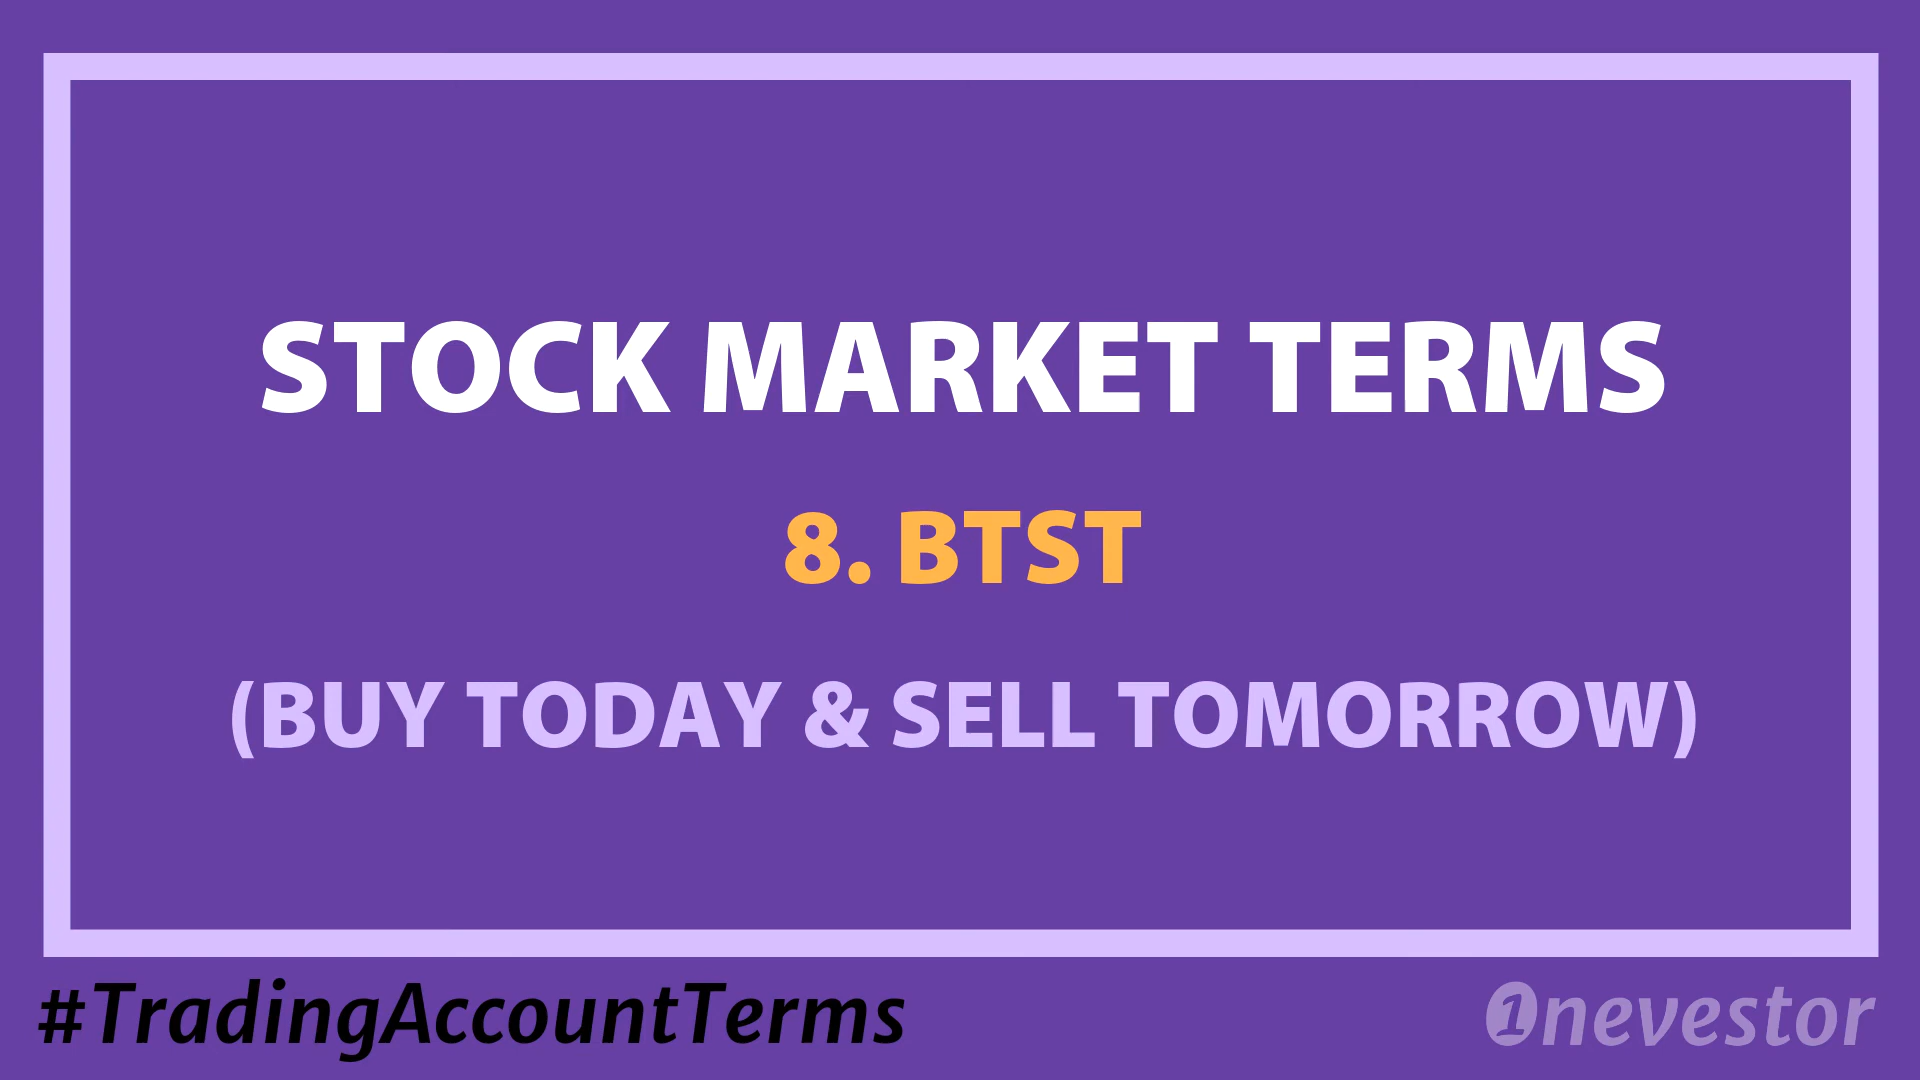 STOCK MARKET TERMS
8. BTST
(BUY TODAY & SELL TOMORROW)
#TradingAccountTerms
1nevestor